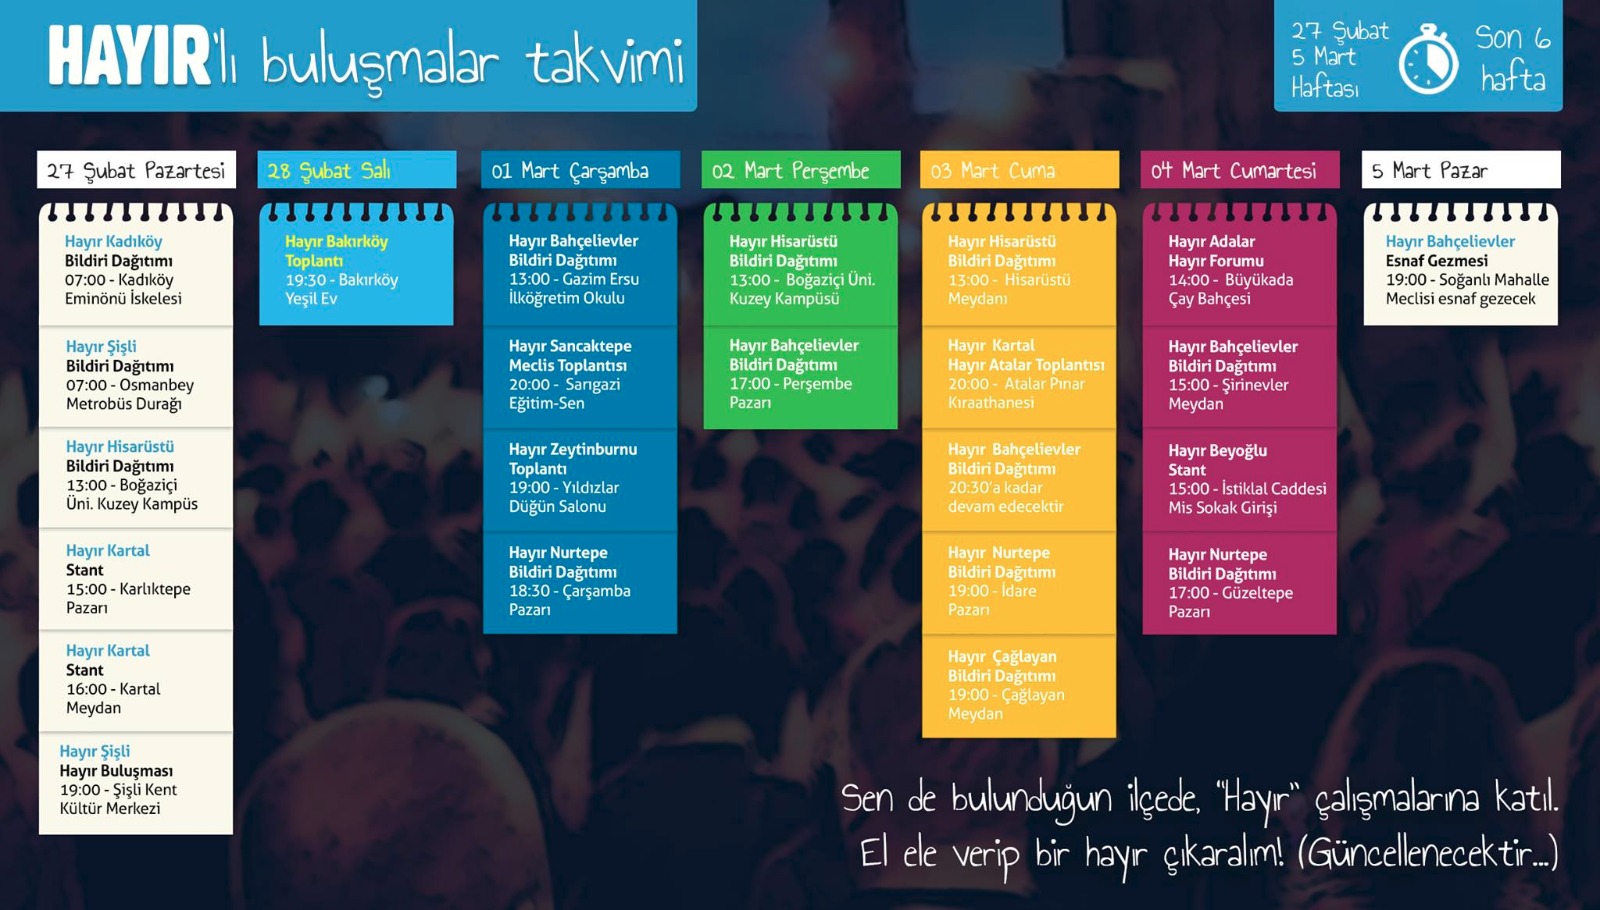 HAYIR'lı buluşmalar takvimi
27 Şubat
5 Mart
Haftası
Son 6
hafta
27 Şubat Pazartesi
Hayır Kadıköy
Bildiri Dağıtımı
07:00 - Kadıköy
Eminönü İskelesi
Hayır Şişli
Bildiri Dağıtımı
07:00 - Osmanbey
Metrobüs Durağı
Hayır Hisarüstü
Bildiri Dağıtımı
13:00 - Boğaziçi
Üni. Kuzey Kampüs
Hayır Kartal
Stant
15:00 - Karlıktepe
Pazarı
Hayır Kartal
Stant
16:00 - Kartal
Meydan
Hayır Şişli
Hayır Buluşması
19:00 - Şişli Kent
Kültür Merkezi
28 Şubat Salı
Hayır Bakırköy
Toplantı
19:30 - Bakırköy
Yeşil Ev
01 Mart Çarşamba
Hayır Bahçelievler
Bildiri Dağıtımı
13:00 - Gazim Ersu
İlköğretim Okulu
Hayır Sancaktepe
Meclis Toplantısı
20:00 - Sarıgazi
Eğitim-Sen
Hayır Zeytinburnu
Toplantı
19:00 - Yıldızlar
Düğün Salonu
Hayır Nurtepe
Bildiri Dağıtımı
18:30 - Çarşamba
Pazarı
02 Mart Perşembe
Hayır Hisarüstü
Bildiri Dağıtımı
13:00 - Boğaziçi Üni.
Kuzey Kampüsü
Hayır Bahçelievler
Bildiri Dağıtımı
17:00 - Perşembe
Pazarı
03 Mart Cuma
Hayır Hisarüstü
Bildiri Dağıtımı
13:00 - Hisarüstü
Meydanı
Hayır Kartal
Hayır Atalar Toplantısı
20:00 - Atalar Pınar
Kıraathanesi
Hayır Bahçelievler
Bildiri Dağıtımı
20:30'a kadar
devam edecektir
Hayır Nurtepe
Bildiri Dağıtımı
19:00 - İdare
Pazarı
Hayır Çağlayan
Bildiri Dağıtımı
19:00 - Çağlayan
Meydan
04 Mart Cumartesi
Hayır Adalar
Hayır Forumu
14:00 - Büyükada
Çay Bahçesi
Hayır Bahçelievler
Bildiri Dağıtımı
15:00 - Şirinevler
Meydan
Hayır Beyoğlu
Stant
15:00 - İstiklal Caddesi
Mis Sokak Girişi
Hayır Nurtepe
Bildiri Dağıtımı
17:00 - Güzeltepe
Pazarı
5 Mart Pazar
Hayır Bahçelievler
Esnaf Gezmesi
19:00 - Soğanlı Mahalle
Meclisi esnaf gezecek
Sen de bulunduğun ilçede, "Hayır" çalışmalarına katıl.
El ele verip bir hayır çıkaralım! (Güncellenecektir...)